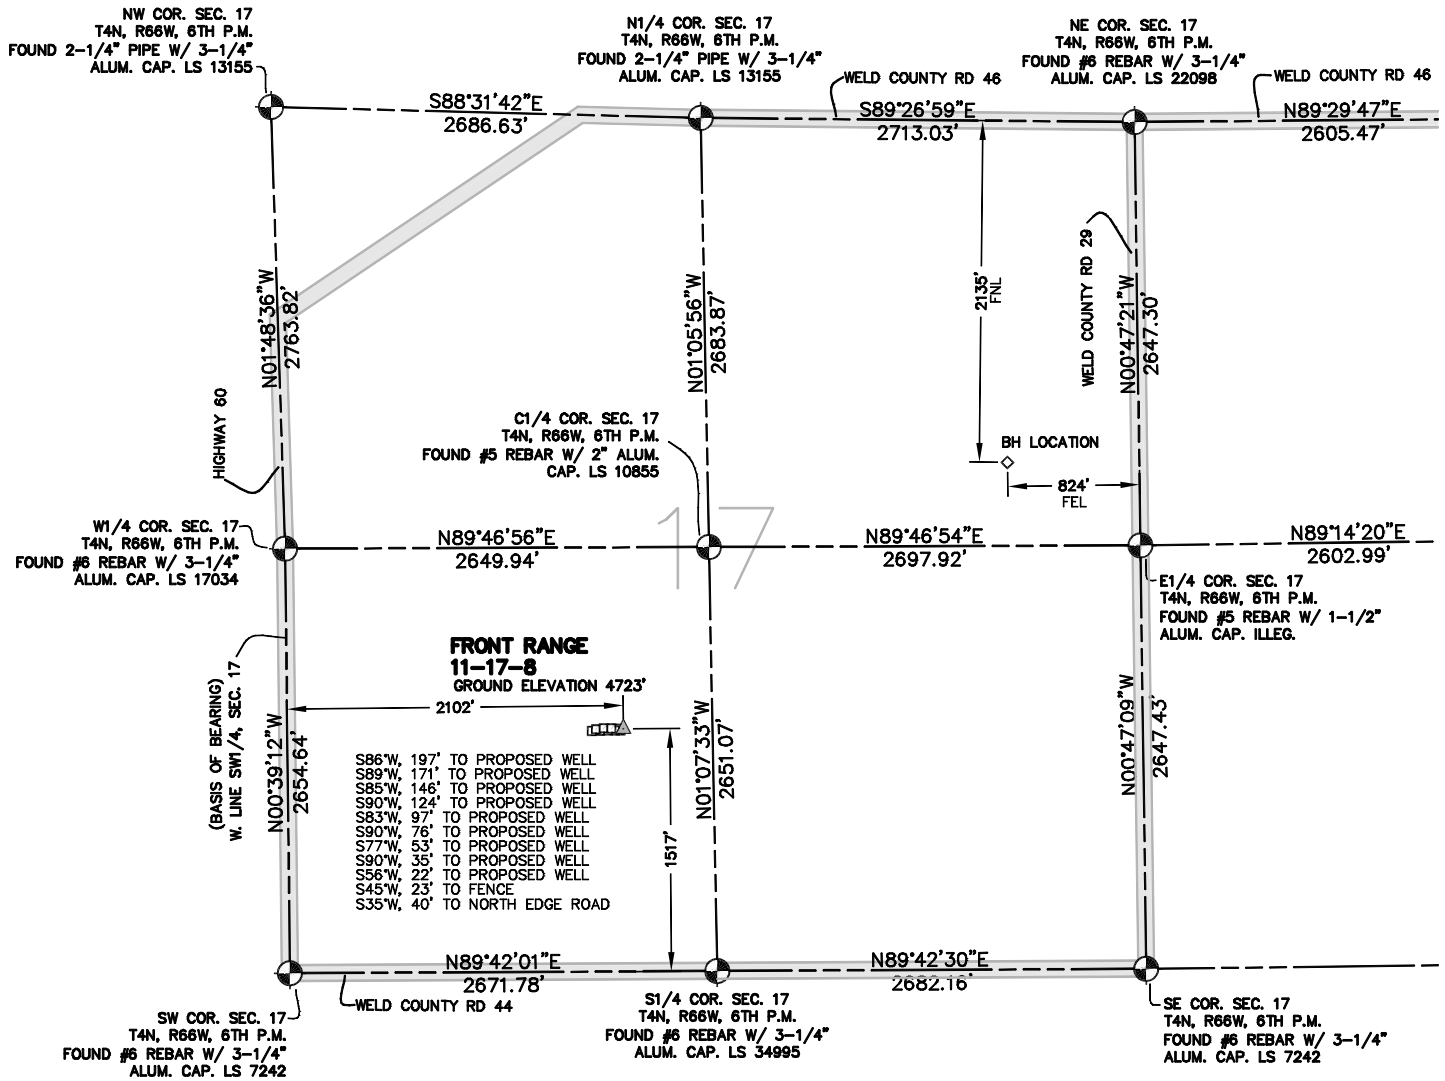 NW COR. SEC. 17
T4N, R66W, 6TH P.M.
FOUND 2-1/4" PIPE W/ 3-1/4"
ALUM. CAP. LS 13155
N1/4 COR. SEC. 17
T4N, R66W, 6TH P.M.
FOUND 2-1/4" PIPE W/ 3-1/4"
ALUM. CAP. LS 13155
NE COR. SEC. 17
T4N, R66W, 6TH P.M.
FOUND #6 REBAR W/ 3-1/4"
ALUM. CAP. LS 22098
WELD COUNTY RD 46
WELD COUNTY RD 46
S88°31'42"E
2686.63'
S89°26'59"E
2713.03'
N89°29'47"E
2605.47'
N01°48'36"W
2763.82'
N01°05'56"W
2683.87'
2135'
FNL
WELD COUNTY RD 29
N00°47'21"W
2647.30'
HIGHWAY 60
C1/4 COR. SEC. 17
T4N, R66W, 6TH P.M.
FOUND #5 REBAR W/ 2" ALUM.
CAP. LS 10855
BH LOCATION
824'
FEL
W1/4 COR. SEC. 17
T4N, R66W, 6TH P.M.
FOUND #6 REBAR W/ 3-1/4"
ALUM. CAP. LS 17034
N89°46'56"E
2649.94'
17
N89°46'54"E
2697.92'
N89°14'20"E
2602.99'
E1/4 COR. SEC. 17
T4N, R66W, 6TH P.M.
FOUND #5 REBAR W/ 1-1/2"
ALUM. CAP. ILLEG.
FRONT RANGE
11-17-8
GROUND ELEVATION 4723'
2102'
(BASIS OF BEARING)
W. LINE SW1/4, SEC. 17
N00°39'12"W
2654.64'
N01°07'33"W
2651.07'
N00°47'09"W
2647.43'
S86°W, 197' TO PROPOSED WELL
S89°W, 171' TO PROPOSED WELL
S85°W, 146' TO PROPOSED WELL
S90°W, 124' TO PROPOSED WELL
S83°W, 97' TO PROPOSED WELL
S90°W, 76' TO PROPOSED WELL
S77°W, 53' TO PROPOSED WELL
S90°W, 35' TO PROPOSED WELL
S56°W, 22' TO PROPOSED WELL
S45°W, 23' TO FENCE
S35°W, 40' TO NORTH EDGE ROAD
1517'
N89°42'01"E
2671.78'
N89°42'30"E
2682.16'
WELD COUNTY RD 44
SW COR. SEC. 17
T4N, R66W, 6TH P.M.
FOUND #6 REBAR W/ 3-1/4"
ALUM. CAP. LS 7242
S1/4 COR. SEC. 17
T4N, R66W, 6TH P.M.
FOUND #6 REBAR W/ 3-1/4"
ALUM. CAP. LS 34995
SE COR. SEC. 17
T4N, R66W, 6TH P.M.
FOUND #6 REBAR W/ 3-1/4"
ALUM. CAP. LS 7242